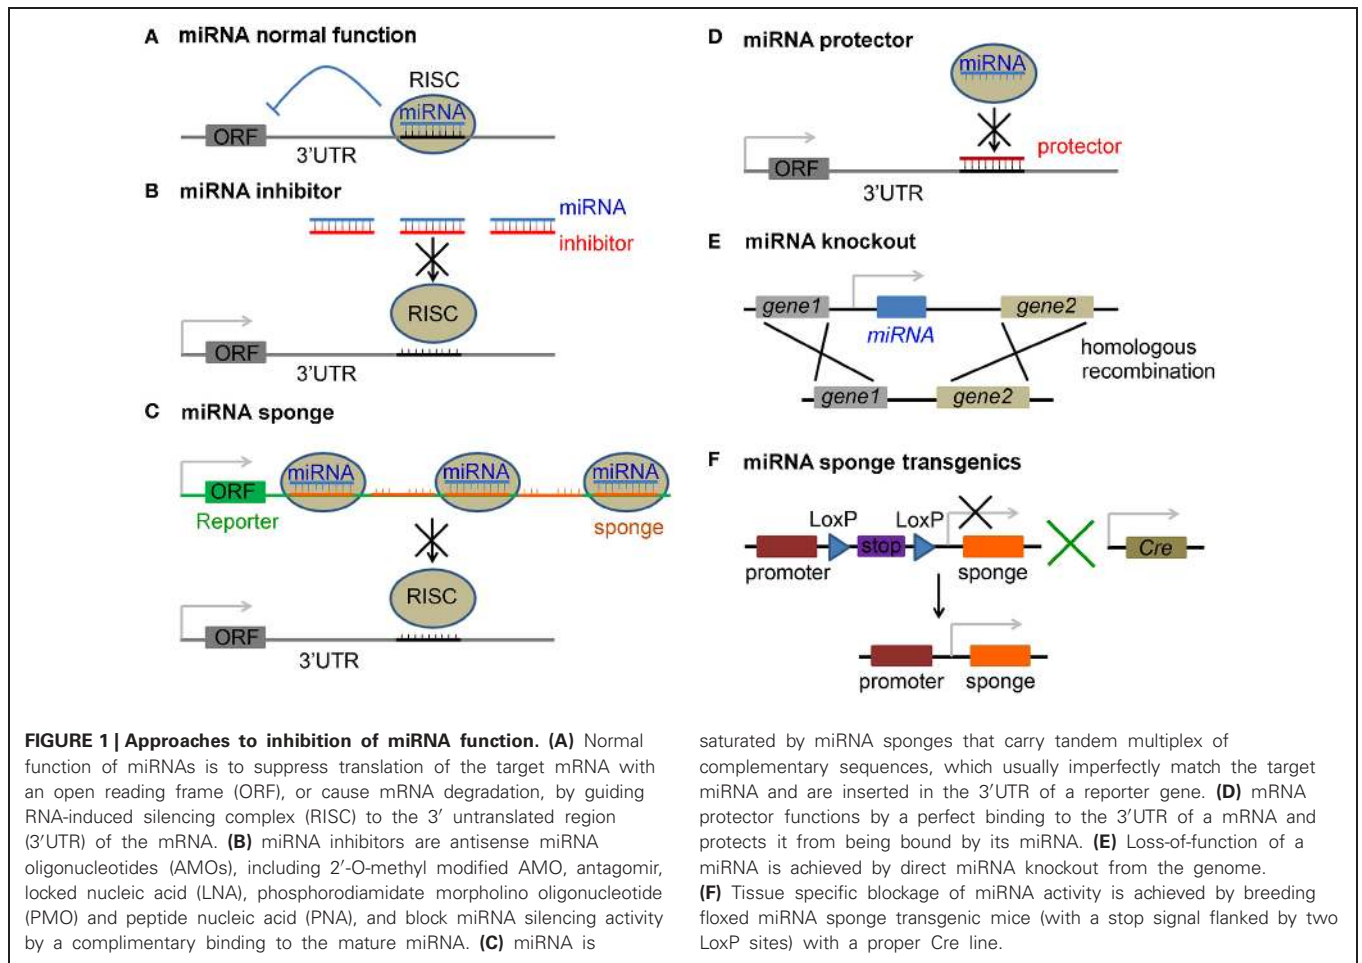 A miRNA normal function
RISC
miRNA
ORF
3'UTR
B miRNA inhibitor
miRNA
inhibitor
RISC
ORF
3'UTR
C miRNA sponge
miRNA miRNA miRNA
ORF
Reporter
sponge
RISC
ORF
3'UTR
D miRNA protector
miRNA
protector
ORF
3'UTR
E miRNA knockout
gene1 gene2
miRNA
homologous
recombination
gene1 gene2
F miRNA sponge transgenics
LoxP LoxP
stop Cre
promoter sponge
promoter sponge
FIGURE 1 | Approaches to inhibition of miRNA function. (A) Normal
function of miRNAs is to suppress translation of the target mRNA with
an open reading frame (ORF), or cause mRNA degradation, by guiding
RNA-induced silencing complex (RISC) to the 3′ untranslated region
(3′UTR) of the mRNA. (B) miRNA inhibitors are antisense miRNA
oligonucleotides (AMOs), including 2′-O-methyl modified AMO, antagomir,
locked nucleic acid (LNA), phosphorodiamidate morpholino oligonucleotide
(PMO) and peptide nucleic acid (PNA), and block miRNA silencing activity
by a complimentary binding to the mature miRNA. (C) miRNA is
saturated by miRNA sponges that carry tandem multiplex of
complementary sequences, which usually imperfectly match the target
miRNA and are inserted in the 3′UTR of a reporter gene. (D) mRNA
protector functions by a perfect binding to the 3′UTR of a mRNA and
protects it from being bound by its miRNA. (E) Loss-of-function of a
miRNA is achieved by direct miRNA knockout from the genome.
(F) Tissue specific blockage of miRNA activity is achieved by breeding
floxed miRNA sponge transgenic mice (with a stop signal flanked by two
LoxP sites) with a proper Cre line.